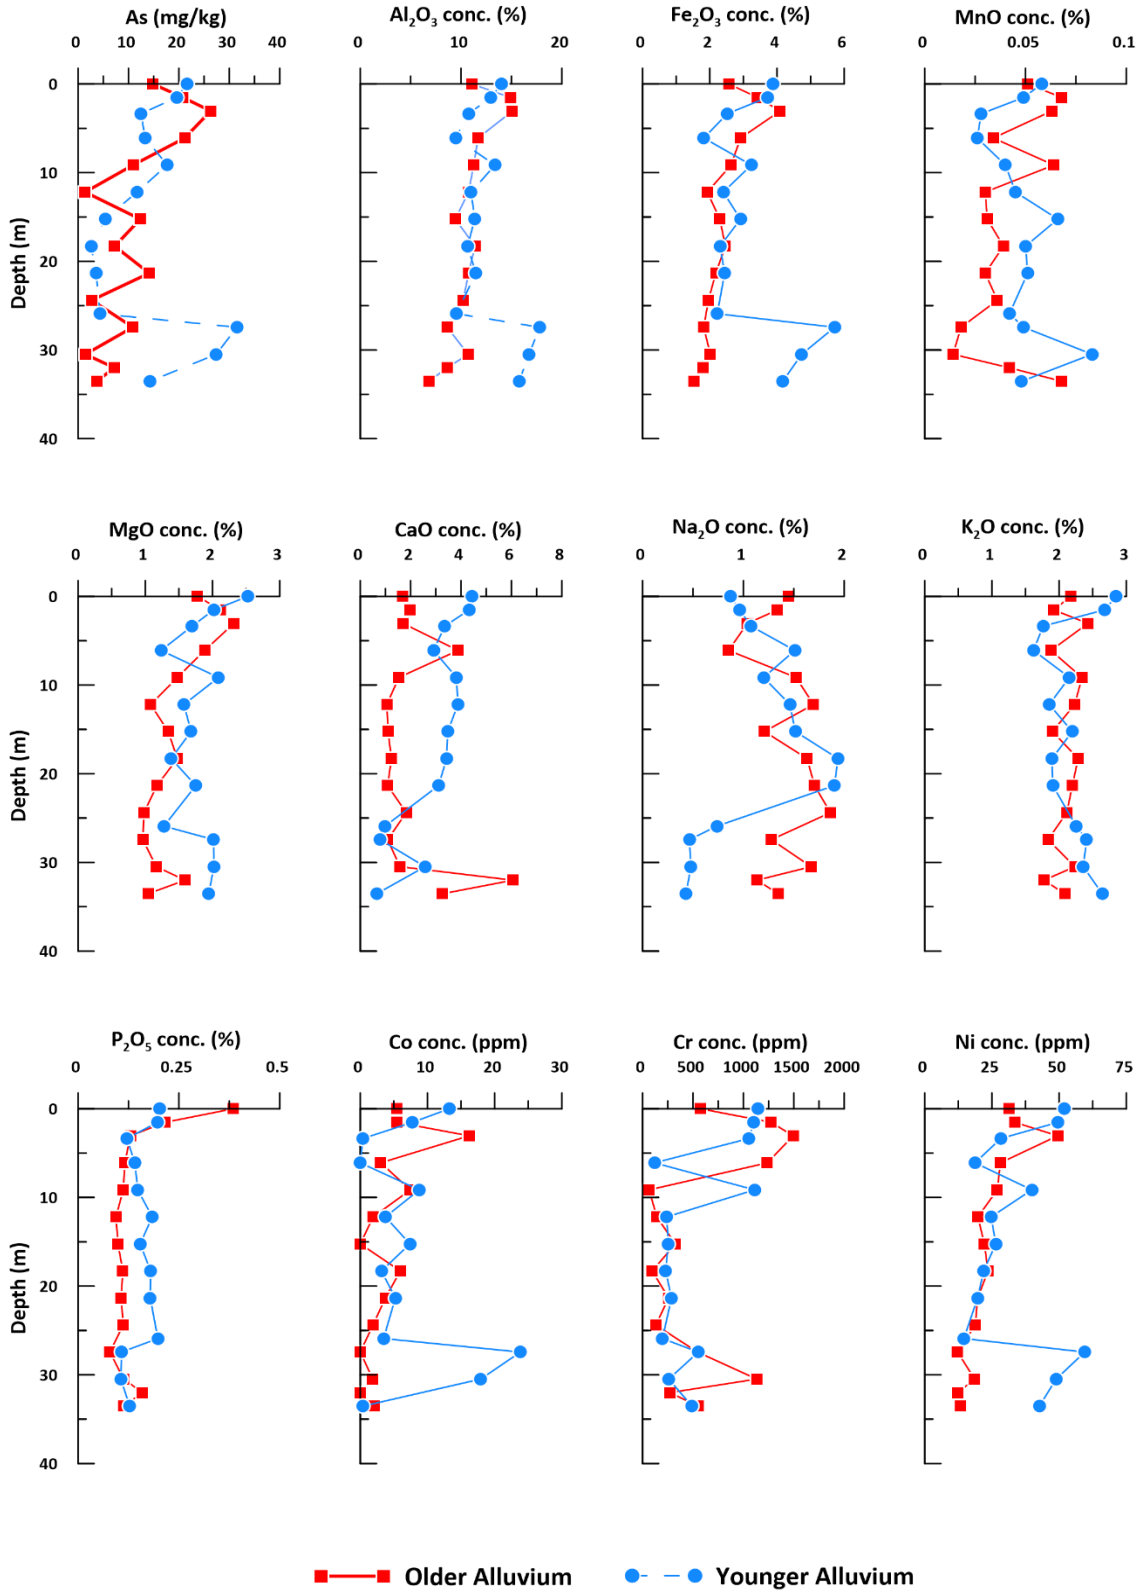 As (mg/kg) Al₂O₃ conc. (%) Fe₂O₃ conc. (%) MnO conc. (%)
0 10 20 30 40 0 10 20 0 2 4 6 0 0.05 0.1
0
10
20
30
40
Depth (m)
MgO conc. (%) CaO conc. (%) Na₂O conc. (%) K₂O conc. (%)
0 1 2 3 0 2 4 6 8 0 1 2 0 1 2 3
0
10
20
30
40
Depth (m)
P₂O₅ conc. (%) Co conc. (ppm) Cr conc. (ppm) Ni conc. (ppm)
0 0.25 0.5 0 10 20 30 0 500 1000 1500 2000 0 25 50 75
0
10
20
30
40
Depth (m)
Older Alluvium Younger Alluvium